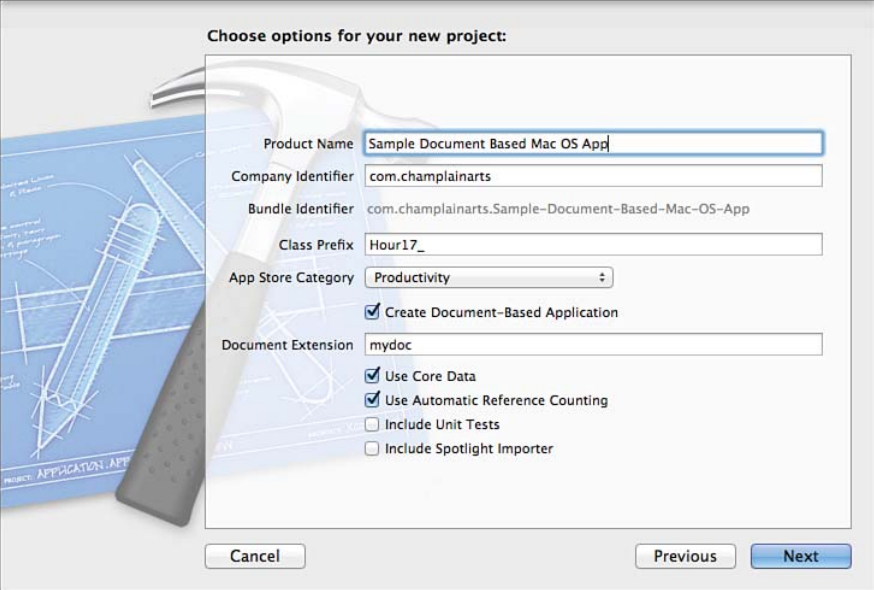 Choose options for your new project:
Product Name Sample Document Based Mac OS App
Company Identifier com.champlainarts
Bundle Identifier com.champlainarts.Sample-Document-Based-Mac-OS-App
Class Prefix Hour17_
App Store Category Productivity
Create Document-Based Application
Document Extension mydoc
Use Core Data
Use Automatic Reference Counting
Include Unit Tests
Include Spotlight Importer
PROJECT: APPLICATION.APP
Cancel Previous Next